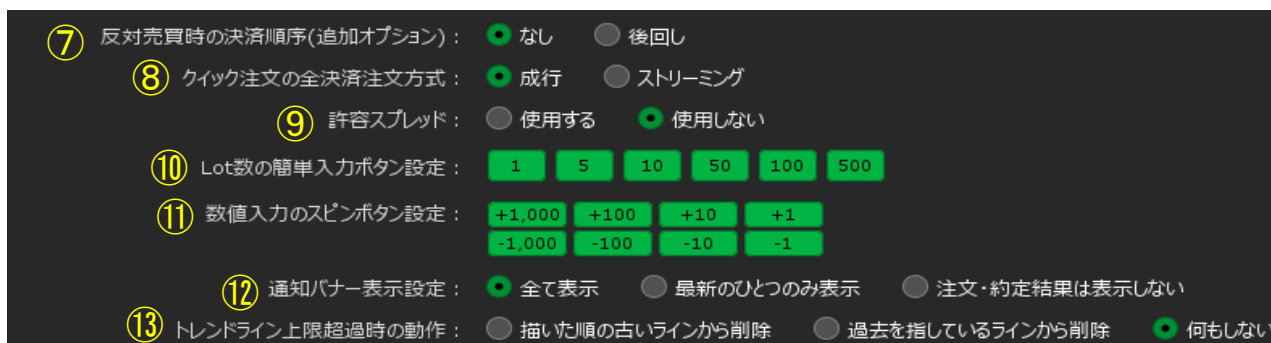 ⑦ 反対売買時の決済順序(追加オプション)： なし 後回し
⑧ クイック注文の全決済注文方式： 成行 ストリーミング
⑨ 許容スプレッド： 使用する 使用しない
⑩ Lot数の簡単入力ボタン設定： 1 5 10 50 100 500
⑪ 数値入力のスピンボタン設定： +1,000 +100 +10 +1
-1,000 -100 -10 -1
⑫ 通知バナー表示設定： 全て表示 最新のひとつのみ表示 注文・約定結果は表示しない
⑬ トレンドライン上限超過時の動作： 描いた順の古いラインから削除 過去を指しているラインから削除 何もしない